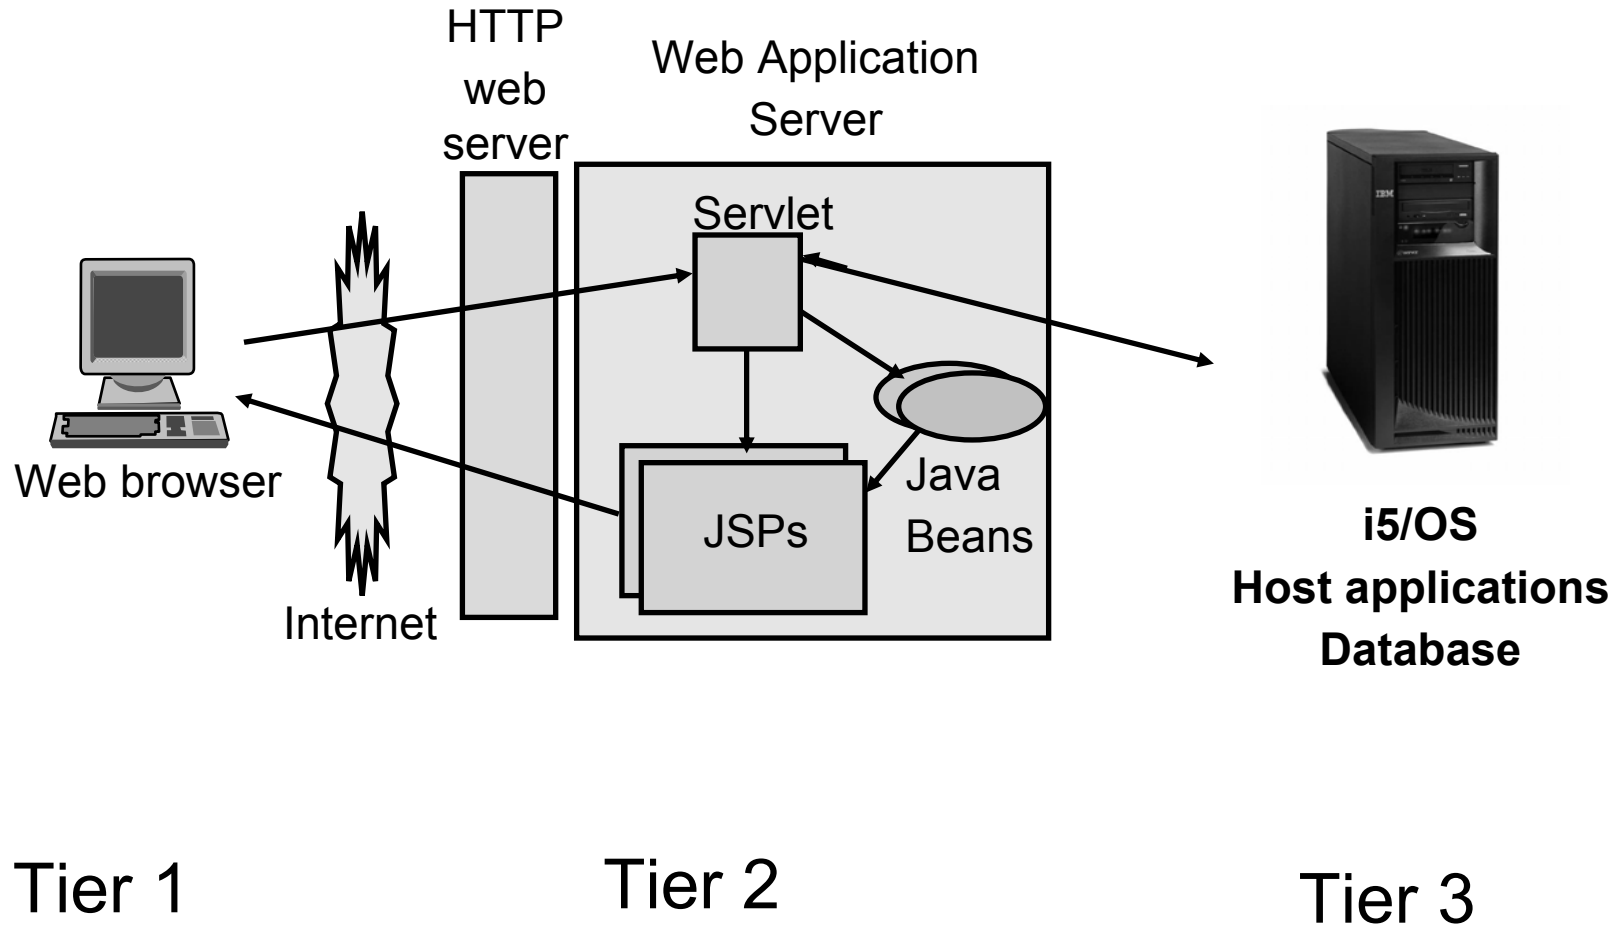 HTTP
web
server
Web Application
Server
Servlet
IBM
Web browser
Internet
JSPs
Java
Beans
i5/OS
Host applications
Database
Tier 1
Tier 2
Tier 3